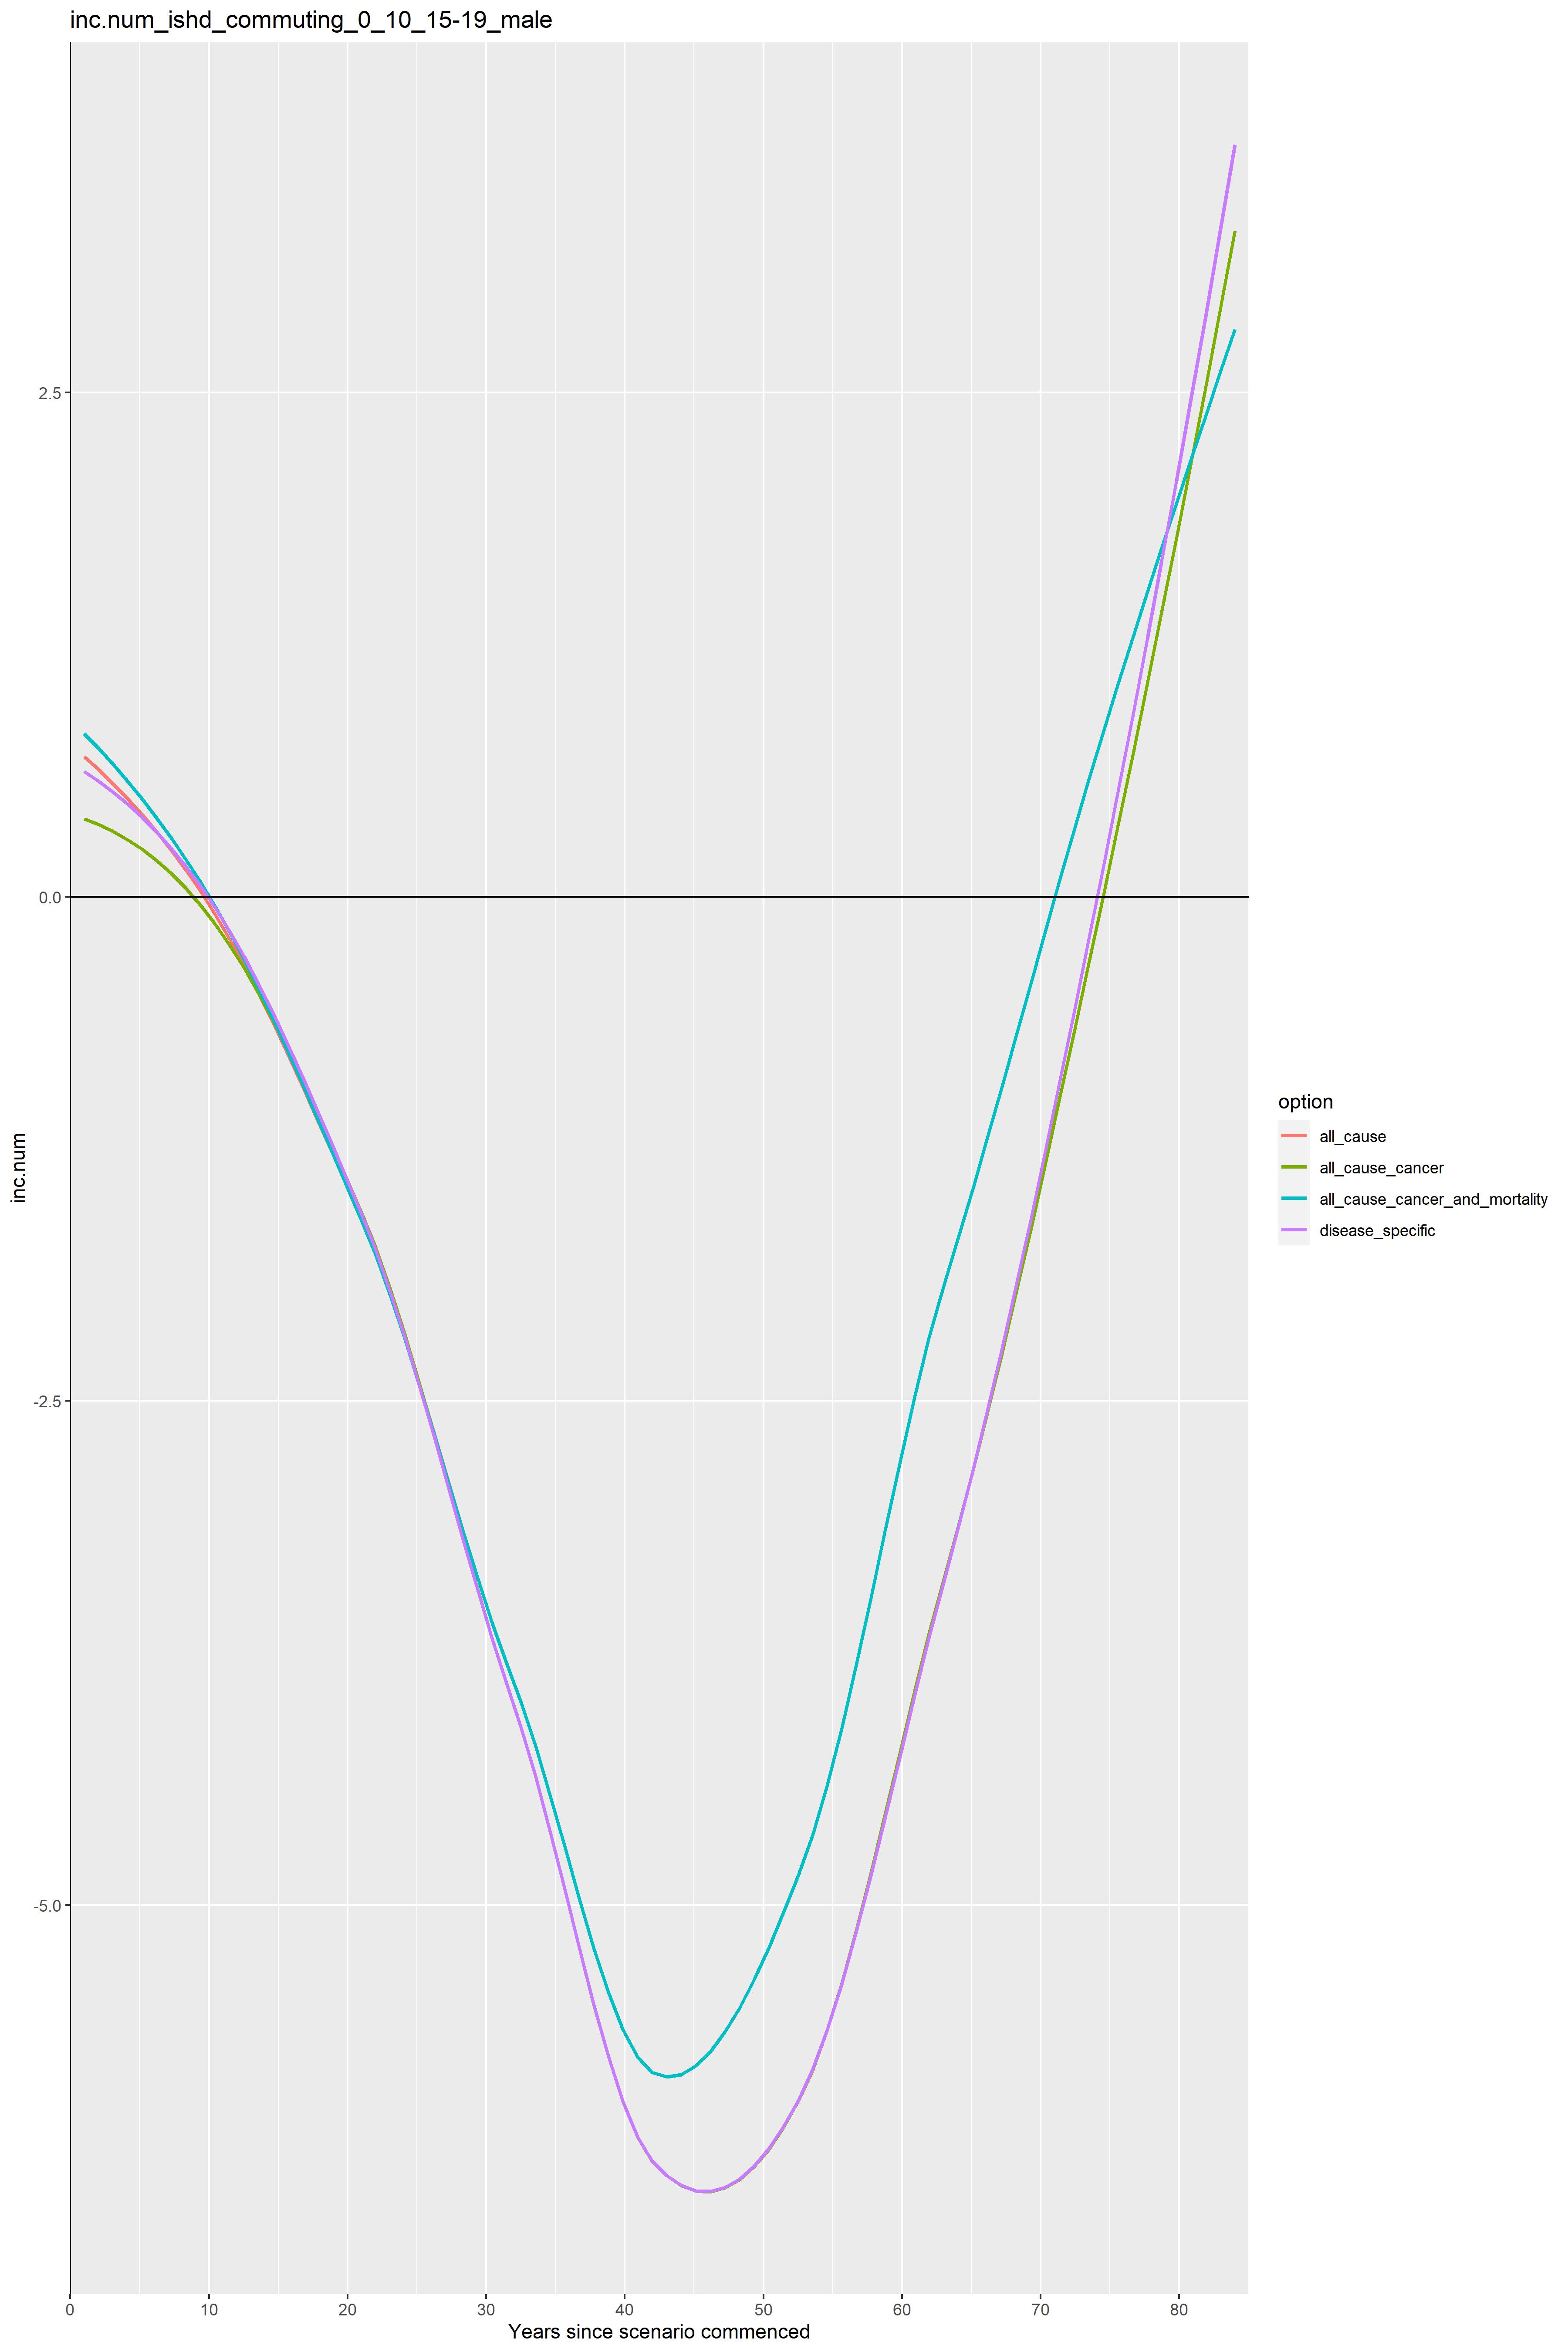 inc.num_ishd_commuting_0_10_15-19_male
2.5
0.0
-2.5
-5.0
inc.num
0 10 20 30 40 50 60 70 80
Years since scenario commenced
option
all_cause
all_cause_cancer
all_cause_cancer_and_mortality
disease_specific